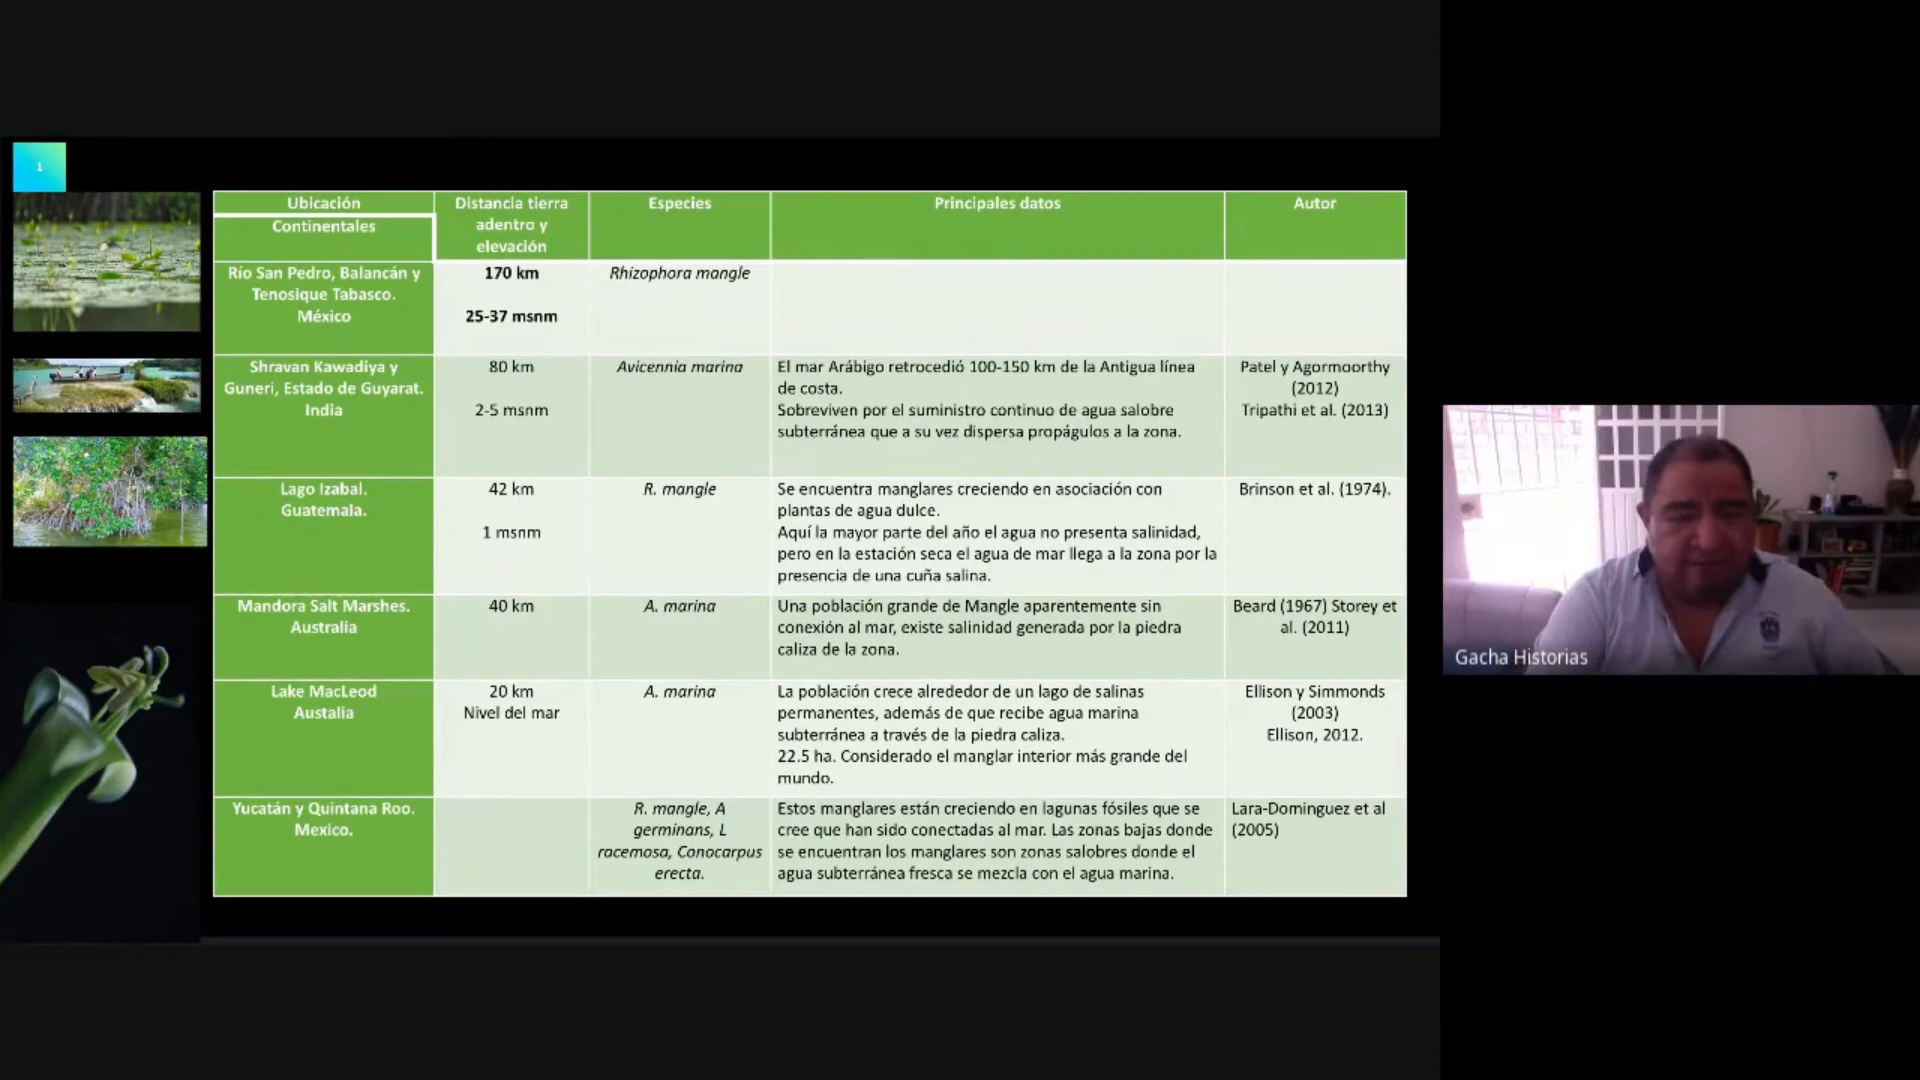 1
Ubicación
Continentales
Distancia tierra
adentro y
elevación
Especies
Principales datos
Autor
Río San Pedro, Balancán y
Tenosique Tabasco.
México
170 km
25-37 msnm
Rhizophora mangle
Shravan Kawadiya y
Guneri, Estado de Guyarat.
India
80 km
2-5 msnm
Avicennia marina
El mar Arábigo retrocedió 100-150 km de la Antigua línea
de costa.
Sobreviven por el suministro continuo de agua salobre
subterránea que a su vez dispersa propágulos a la zona.
Patel y Agormoorthy
(2012)
Tripathi et al. (2013)
Lago Izabal.
Guatemala.
42 km
1 msnm
R. mangle
Se encuentra manglares creciendo en asociación con
plantas de agua dulce.
Aquí la mayor parte del año el agua no presenta salinidad,
pero en la estación seca el agua de mar llega a la zona por la
presencia de una cuña salina.
Brinson et al. (1974).
Mandora Salt Marshes.
Australia
40 km
A. marina
Una población grande de Mangle aparentemente sin
conexión al mar, existe salinidad generada por la piedra
caliza de la zona.
Beard (1967) Storey et
al. (2011)
Lake MacLeod
Austalia
20 km
Nivel del mar
A. marina
La población crece alrededor de un lago de salinas
permanentes, además de que recibe agua marina
subterránea a través de la piedra caliza.
22.5 ha. Considerado el manglar interior más grande del
mundo.
Ellison y Simmonds
(2003)
Ellison, 2012.
Yucatán y Quintana Roo.
Mexico.
R. mangle, A
germinans, L
racemosa, Conocarpus
erecta.
Estos manglares están creciendo en lagunas fósiles que se
cree que han sido conectadas al mar. Las zonas bajas donde
se encuentran los manglares son zonas salobres donde el
agua subterránea fresca se mezcla con el agua marina.
Lara-Dominguez et al
(2005)
Gacha Historias